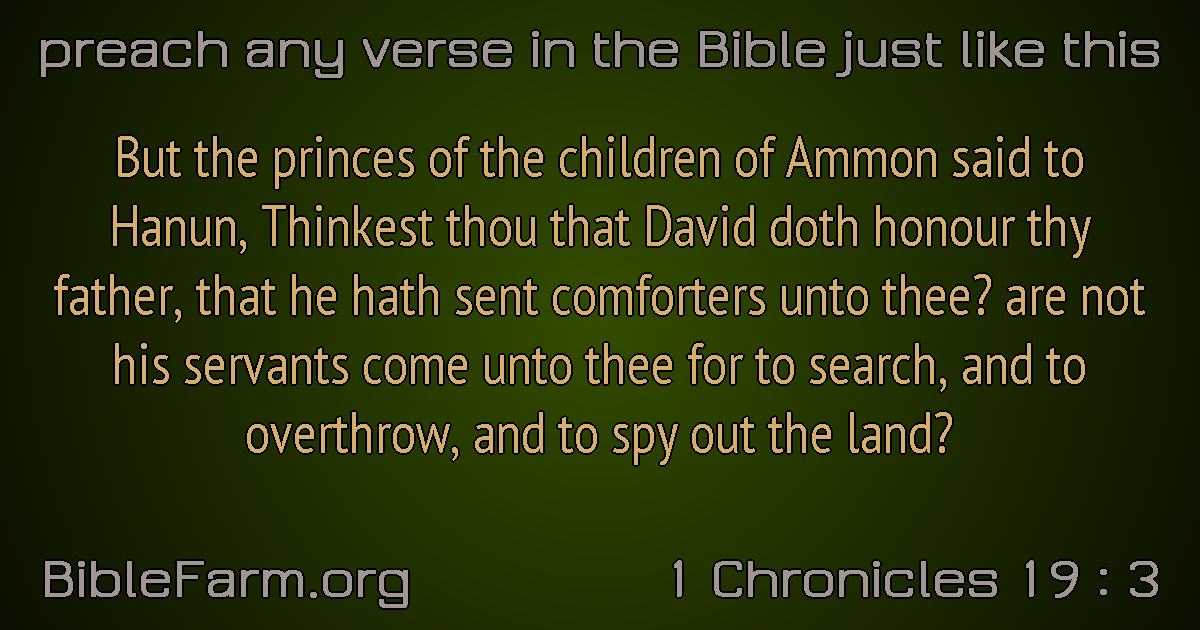 preach any verse in the Bible just like this
But the princes of the children of Ammon said to
Hanun, Thinkest thou that David doth honour thy
father, that he hath sent comforters unto thee? are not
his servants come unto thee for to search, and to
overthrow, and to spy out the land?
BibleFarm.org
1 Chronicles 19 : 3